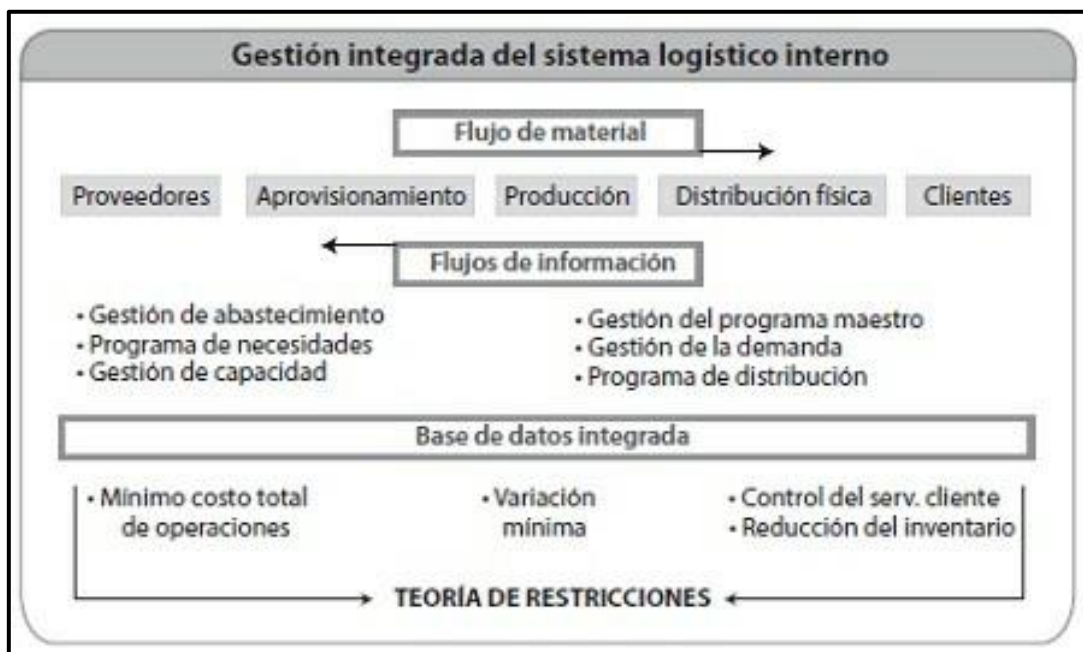 Gestión integrada del sistema logístico interno
Flujo de material
Proveedores Aprovisionamiento Producción Distribución física Clientes
Flujos de información
• Gestión de abastecimiento
• Programa de necesidades
• Gestión de capacidad
• Gestión del programa maestro
• Gestión de la demanda
• Programa de distribución
Base de datos integrada
• Mínimo costo total
de operaciones
• Variación
mínima
• Control del serv. cliente
• Reducción del inventario
TEORÍA DE RESTRICCIONES